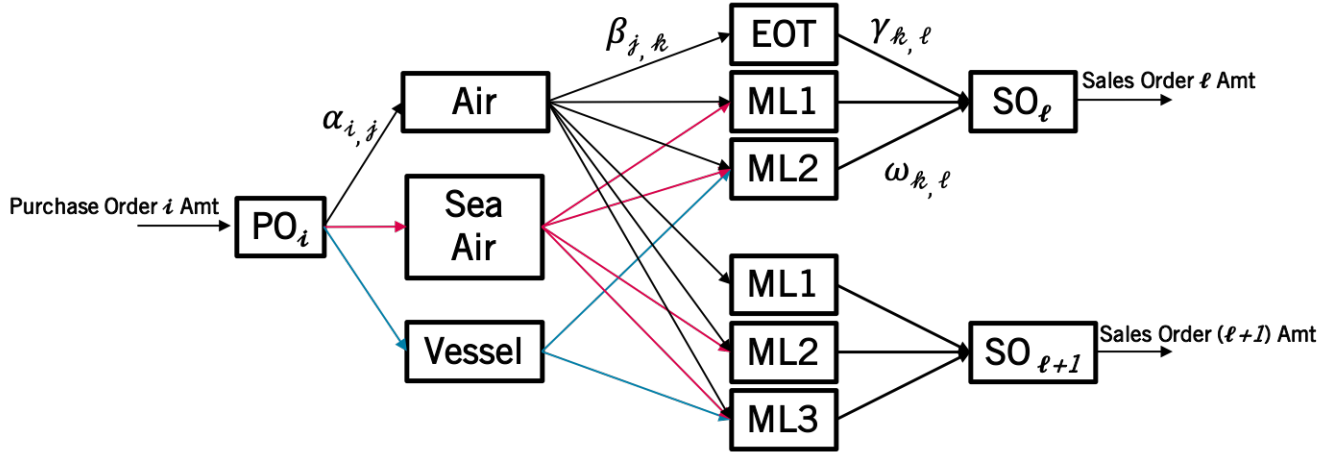 Purchase Order i Amt
PO i
α i, j
Air
Sea
Air
Vessel
β j, k
EOT
ML1
ML2
ML1
ML2
ML3
γ k, ℓ
ω k, ℓ
SO ℓ
Sales Order ℓ Amt
SO ℓ+1
Sales Order (ℓ+1) Amt